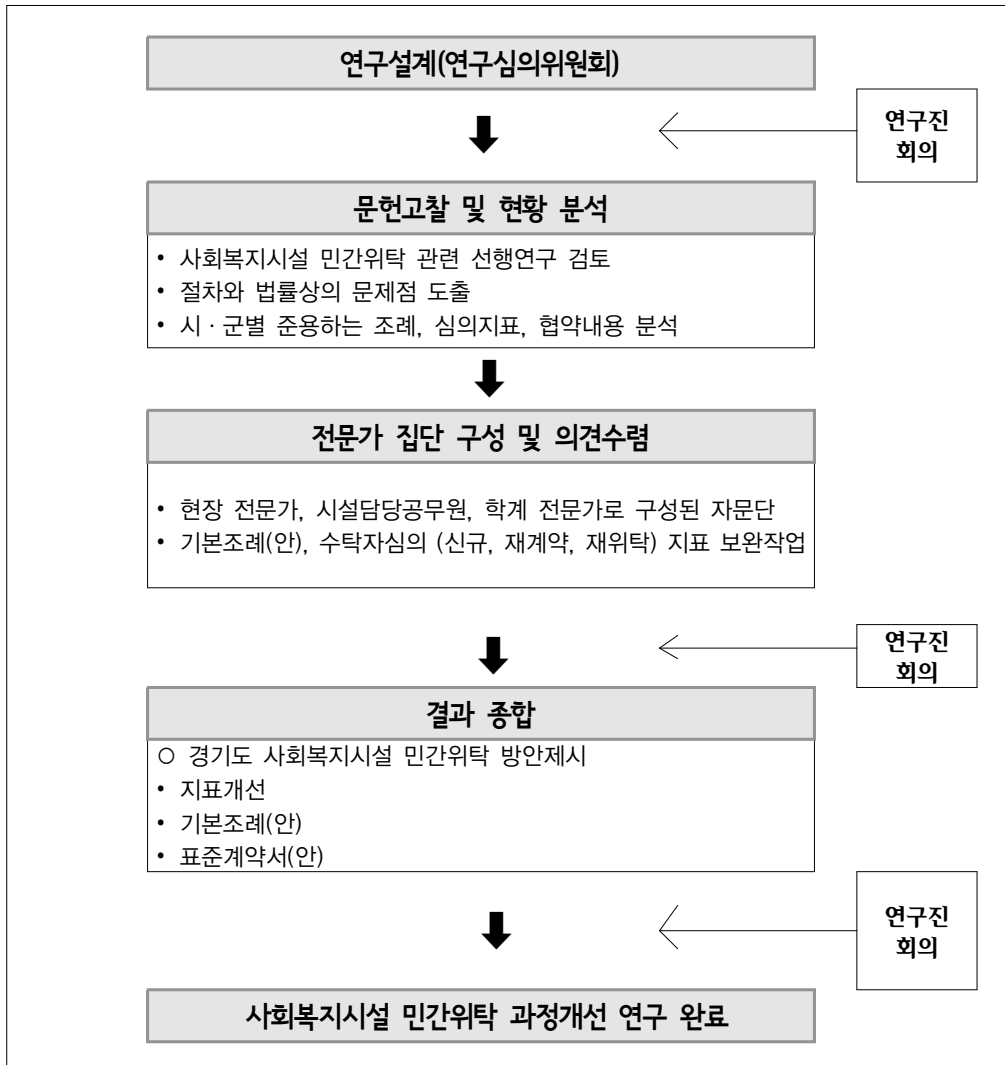 연구설계(연구심의위원회)
연구진
회의
문헌고찰 및 현황 분석
• 사회복지시설 민간위탁 관련 선행연구 검토
• 절차와 법률상의 문제점 도출
• 시·군별 준용하는 조례, 심의지표, 협약내용 분석
전문가 집단 구성 및 의견수렴
• 현장 전문가, 시설담당공무원, 학계 전문가로 구성된 자문단
• 기본조례(안), 수탁자심의 (신규, 재계약, 재위탁) 지표 보완작업
연구진
회의
결과 종합
○ 경기도 사회복지시설 민간위탁 방안제시
• 지표개선
• 기본조례(안)
• 표준계약서(안)
연구진
회의
사회복지시설 민간위탁 과정개선 연구 완료